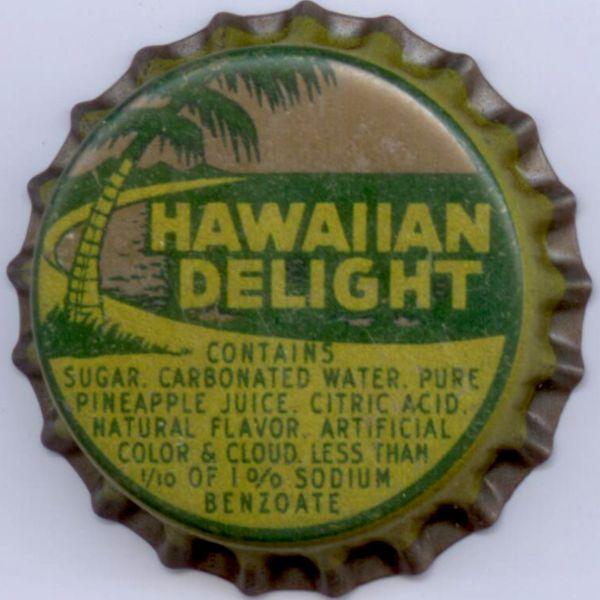 HAWAIIAN
DELIGHT
CONTAINS
SUGAR. CARBONATED WATER. PURE
PINEAPPLE JUICE. CITRIC ACID.
NATURAL FLAVOR. ARTIFICIAL
COLOR & CLOUD. LESS THAN
1/10 OF 1% SODIUM
BENZOATE